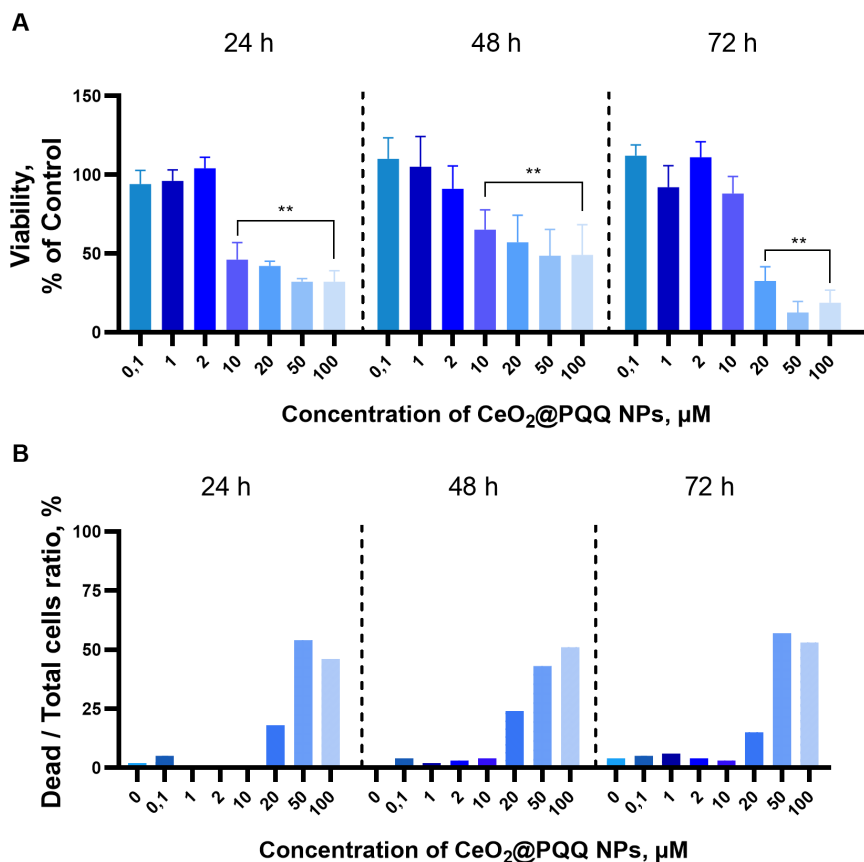 A
24 h 48 h 72 h
Viability,
% of Control
150
100
50
0
** ** **
0,1 1 2 10 20 50 100 0,1 1 2 10 20 50 100 0,1 1 2 10 20 50 100
Concentration of CeO₂@PQQ NPs, µM
B
24 h 48 h 72 h
Dead / Total cells ratio, %
100
75
50
25
0
0 0,1 1 2 10 20 50 100 0 0,1 1 2 10 20 50 100 0 0,1 1 2 10 20 50 100
Concentration of CeO₂@PQQ NPs, µM